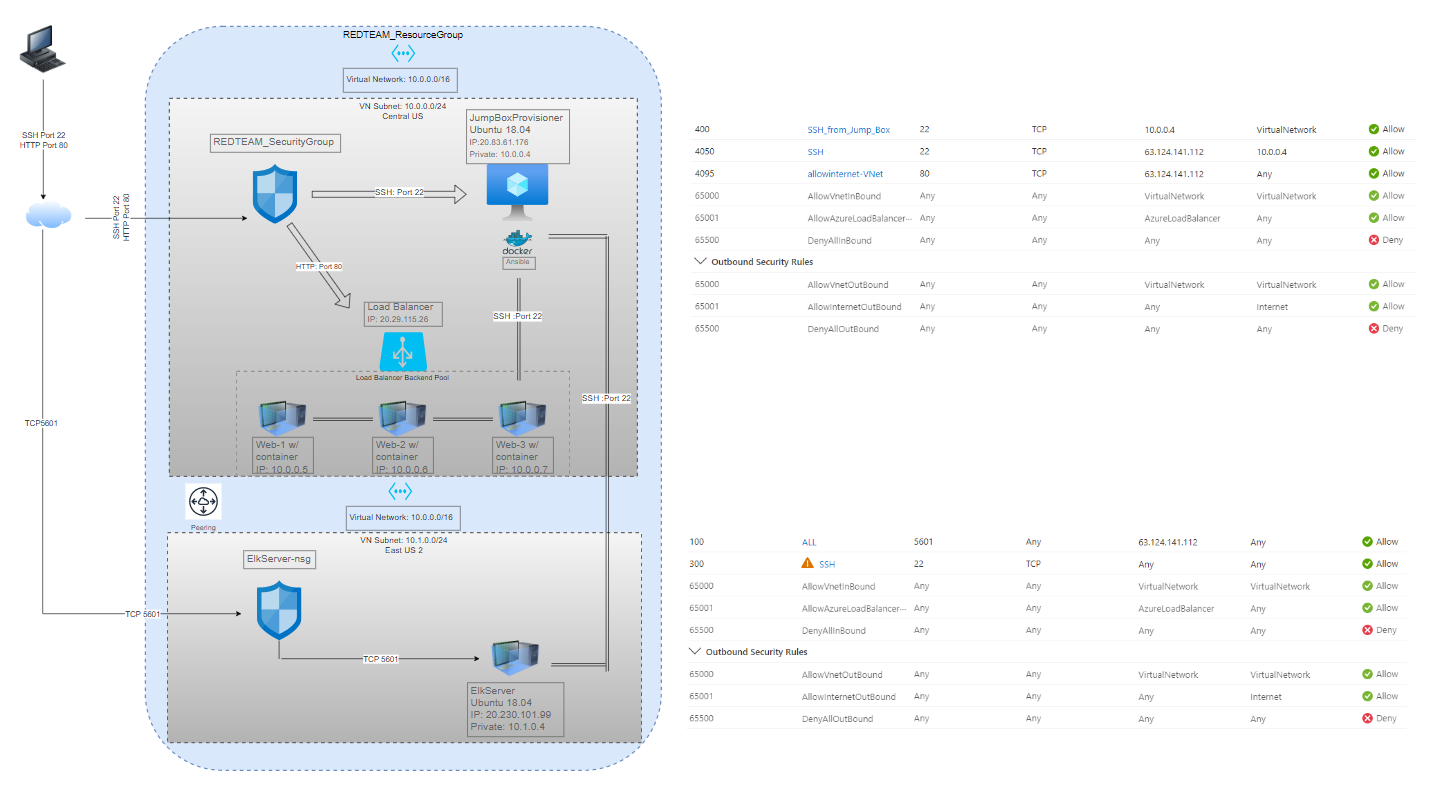 REDTEAM_ResourceGroup
Virtual Network: 10.0.0.0/16
VN Subnet: 10.0.0.0/24
Central US
SSH Port 22
HTTP Port 80
SSH Port 22
HTTP Port 80
REDTEAM_SecurityGroup
JumpBoxProvisioner
Ubuntu 18.04
IP:20.83.61.176
Private: 10.0.0.4
SSH: Port 22
docker
Ansible
HTTP: Port 80
Load Balancer
IP: 20.29.115.26
SSH :Port 22
Load Balancer Backend Pool
SSH :Port 22
Web-1 w/
container
IP: 10.0.0.5
Web-2 w/
container
IP: 10.0.0.6
Web-3 w/
container
IP: 10.0.0.7
TCP5601
Peering
Virtual Network: 10.0.0.0/16
VN Subnet: 10.1.0.0/24
East US 2
ElkServer-nsg
TCP 5601
TCP 5601
ElkServer
Ubuntu 18.04
IP: 20.230.101.99
Private: 10.1.0.4
400 SSH_from_Jump_Box 22 TCP 10.0.0.4 VirtualNetwork Allow
4050 SSH 22 TCP 63.124.141.112 10.0.0.4 Allow
4095 allowinternet-VNet 80 TCP 63.124.141.112 Any Allow
65000 AllowVnetInBound Any Any VirtualNetwork VirtualNetwork Allow
65001 AllowAzureLoadBalancer··· Any Any AzureLoadBalancer Any Allow
65500 DenyAllInBound Any Any Any Any Deny
Outbound Security Rules
65000 AllowVnetOutBound Any Any VirtualNetwork VirtualNetwork Allow
65001 AllowInternetOutBound Any Any Any Internet Allow
65500 DenyAllOutBound Any Any Any Any Deny
100 ALL 5601 Any 63.124.141.112 Any Allow
300 SSH 22 TCP Any Any Allow
65000 AllowVnetInBound Any Any VirtualNetwork VirtualNetwork Allow
65001 AllowAzureLoadBalancer··· Any Any AzureLoadBalancer Any Allow
65500 DenyAllInBound Any Any Any Any Deny
Outbound Security Rules
65000 AllowVnetOutBound Any Any VirtualNetwork VirtualNetwork Allow
65001 AllowInternetOutBound Any Any Any Internet Allow
65500 DenyAllOutBound Any Any Any Any Deny